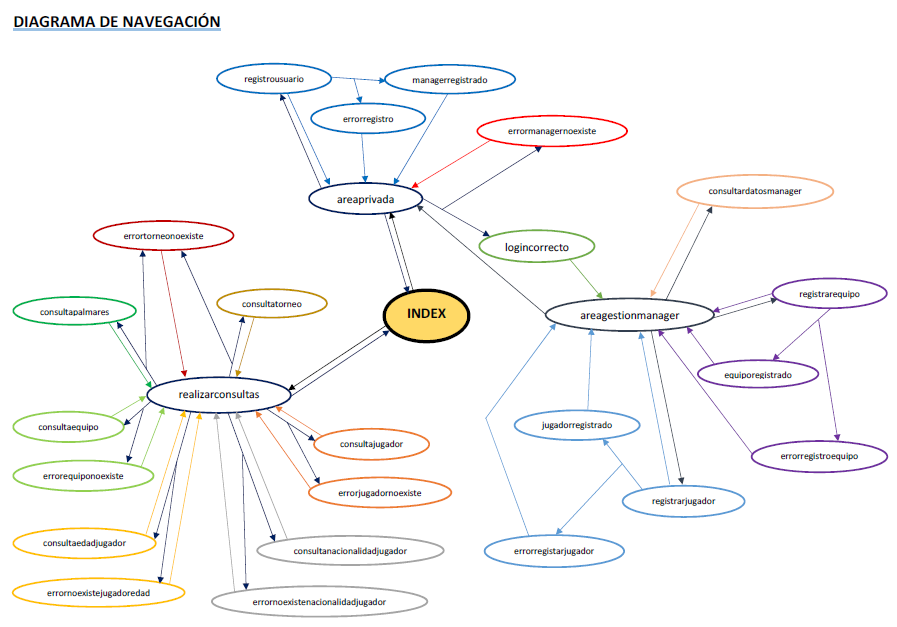 DIAGRAMA DE NAVEGACIÓN
registrousuario
managerregistrado
errorregistro
errormanagernoexiste
areaprivada
consultardatosmanager
errortorneonoexiste
logincorrecto
consultapalmares
consultatorneo
INDEX
registrarequipo
areagestionmanager
equiporegistrado
realizarconsultas
consultaequipo
consultajugador
jugadorregistrado
errorregistroequipo
errorequiponoexiste
errorjugadornoexiste
registrarjugador
consultaedadjugador
consultanacionalidadjugador
errorregistarjugador
errornoexistejugadoredad
errornoexistenacionalidadjugador